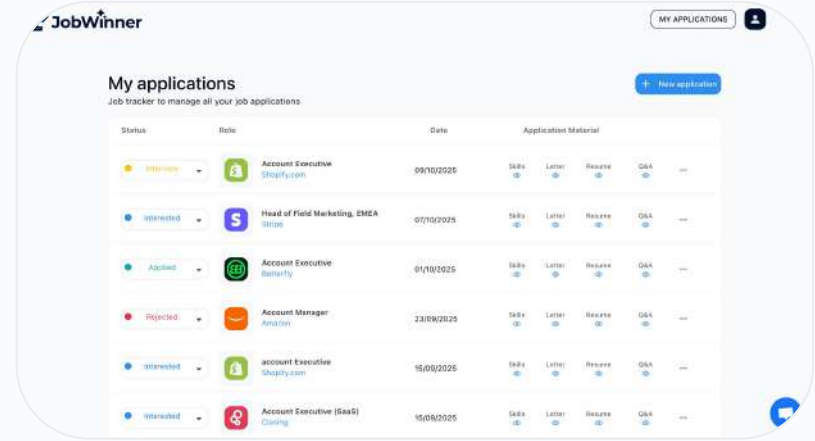 JobWinner
MY APPLICATIONS
My applications
Job tracker to manage all your job applications
+ New application
Status Role Date Application Material
Interview Account Executive 09/10/2025 Skills Letter Resume Q&A
Shopify.com
Interested Head of Field Marketing, EMEA 07/10/2025 Skills Letter Resume Q&A
Stripe
Applied Account Executive 01/10/2025 Skills Letter Resume Q&A
Betterfly
Rejected Account Manager 23/09/2025 Skills Letter Resume Q&A
Amazon
Interested account Executive 15/09/2025 Skills Letter Resume Q&A
Shopify.com
Interested Account Executive (SaaS) 15/09/2025 Skills Letter Resume Q&A